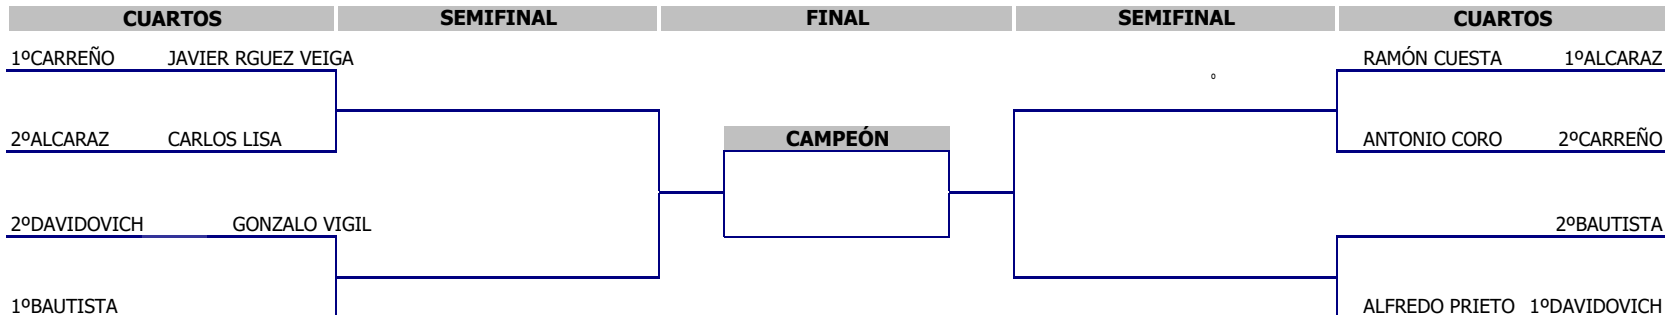 CUARTOS SEMIFINAL FINAL SEMIFINAL CUARTOS
1ºCARREÑO JAVIER RGUEZ VEIGA RAMÓN CUESTA 1ºALCARAZ
º
2ºALCARAZ CARLOS LISA CAMPEÓN ANTONIO CORO 2ºCARREÑO
2ºDAVIDOVICH GONZALO VIGIL 2ºBAUTISTA
1ºBAUTISTA ALFREDO PRIETO 1ºDAVIDOVICH